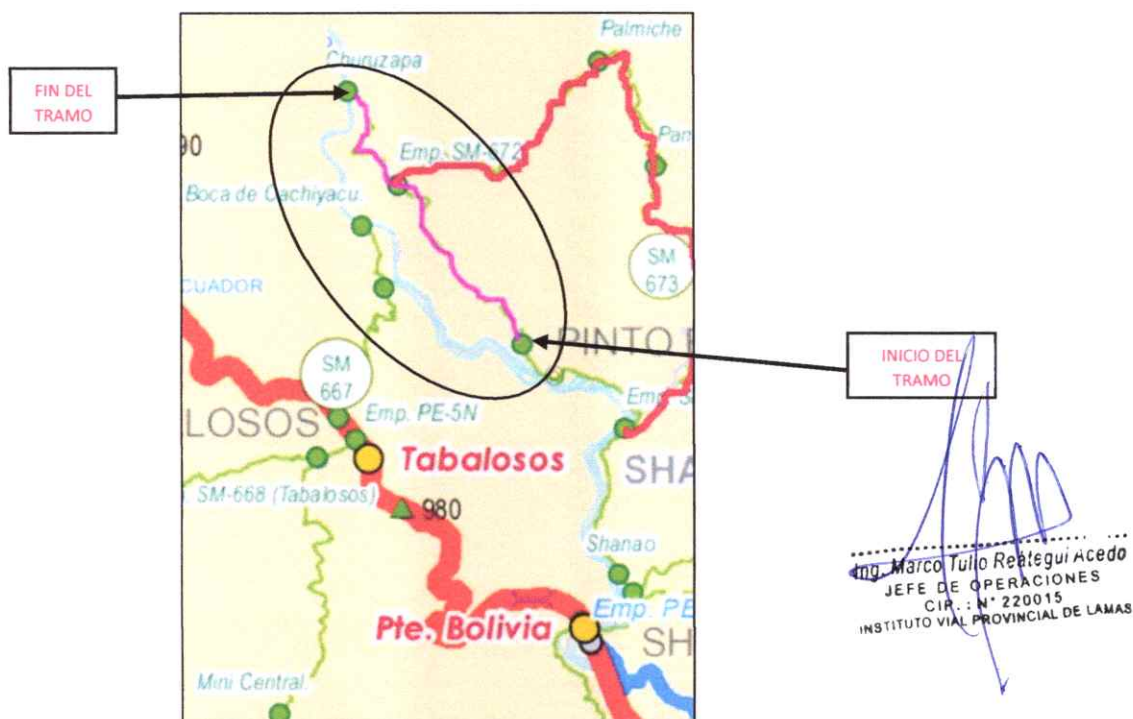 Palmiche
Churuzapa
FIN DEL
TRAMO
Pan
90
Emp. SM-672
Boca de Cachiyacu.
SM
673
CUADOR
PINTO
INICIO DEL
TRAMO
SM
667
Emp. PE-5N
LOSOS
Tabalosos
SHA
SM-668 (Tabalosos)
980
Shanao
Pte. Bolivia
Emp. PE
SH
Mini Central.
Ing. Marco Tulio Reátegui Acedo
JEFE DE OPERACIONES
CIP. : N° 220015
INSTITUTO VIAL PROVINCIAL DE LAMAS